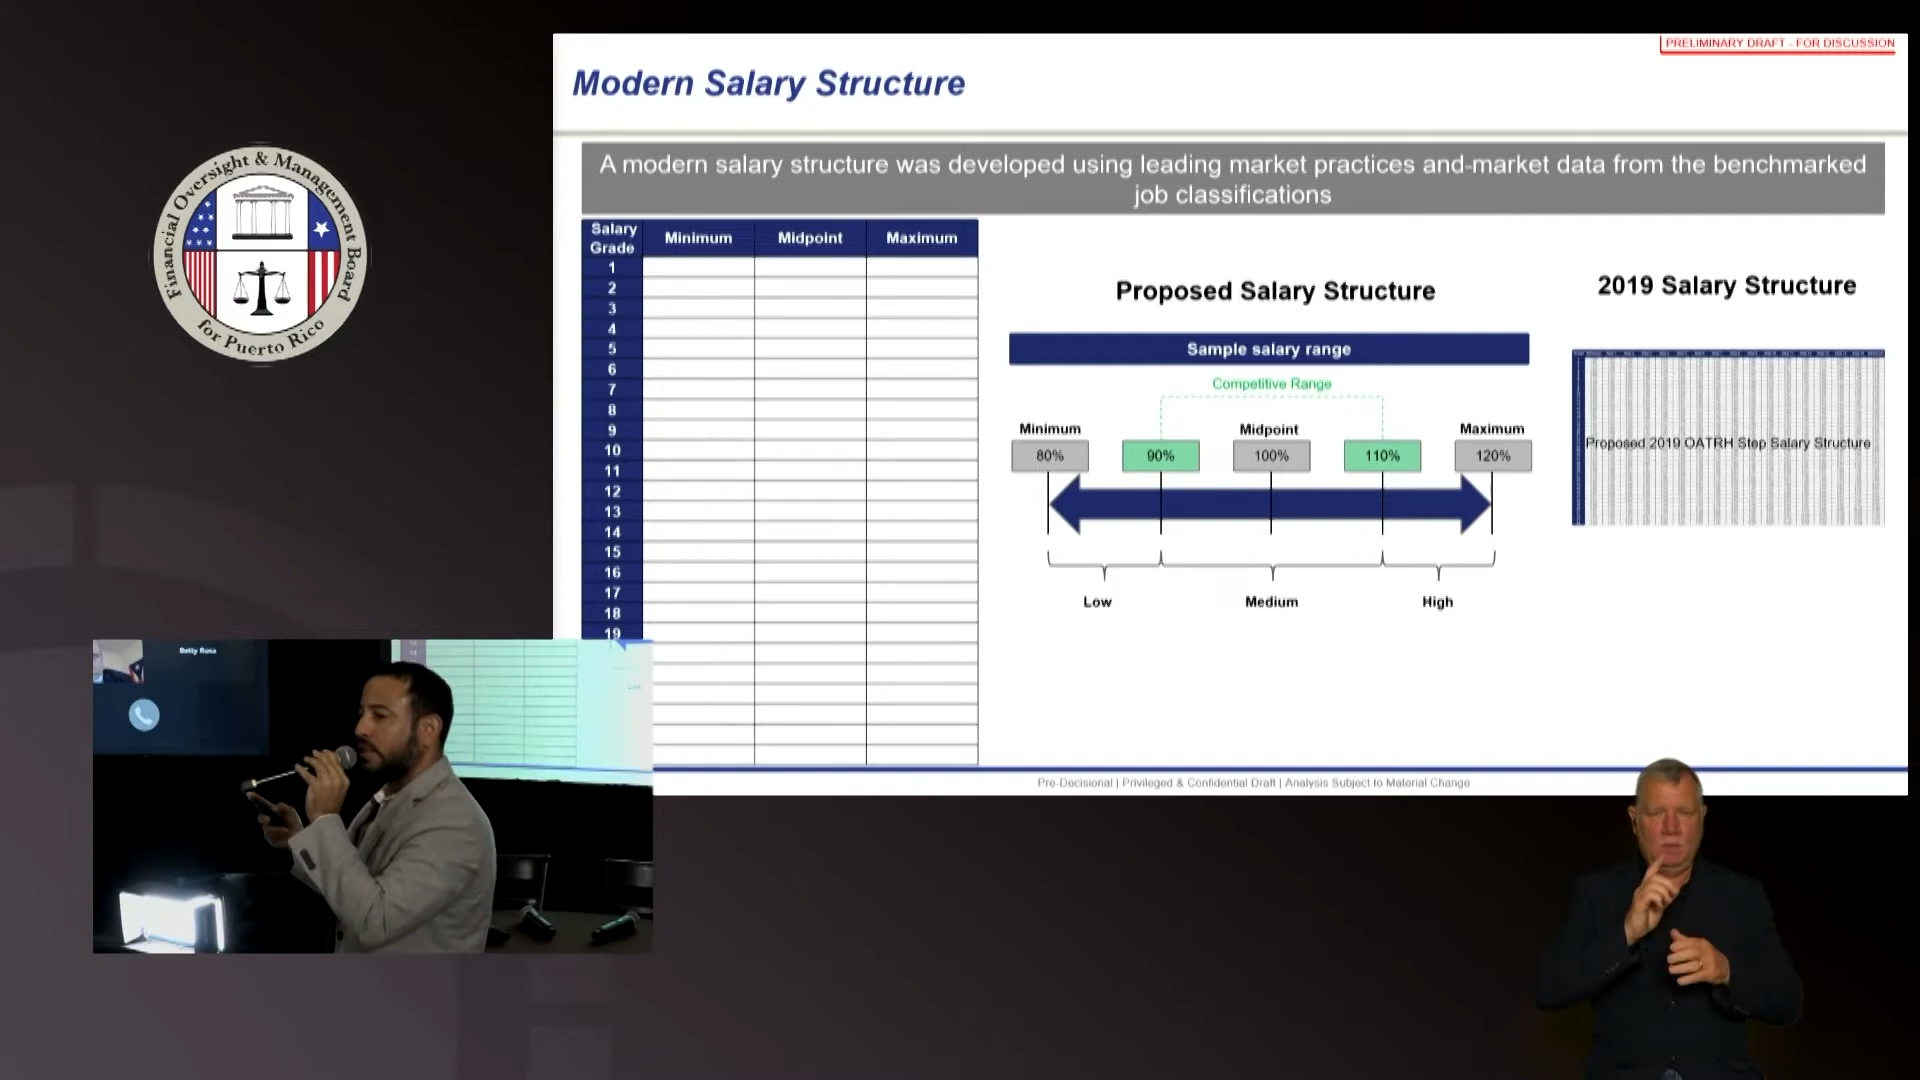 PRELIMINARY DRAFT - FOR DISCUSSION
Modern Salary Structure
A modern salary structure was developed using leading market practices and-market data from the benchmarked
job classifications
Salary Grade
Minimum
Midpoint
Maximum
1
2
3
4
5
6
7
8
9
10
11
12
13
14
15
16
17
18
19
Proposed Salary Structure
Sample salary range
Competitive Range
Minimum
Midpoint
Maximum
80%
90%
100%
110%
120%
Low
Medium
High
2019 Salary Structure
Proposed 2019 OATRH Step Salary Structure
Pre-Decisional | Privileged & Confidential Draft | Analysis Subject to Material Change
Financial Oversight & Management Board
for Puerto Rico
Betty Rosa